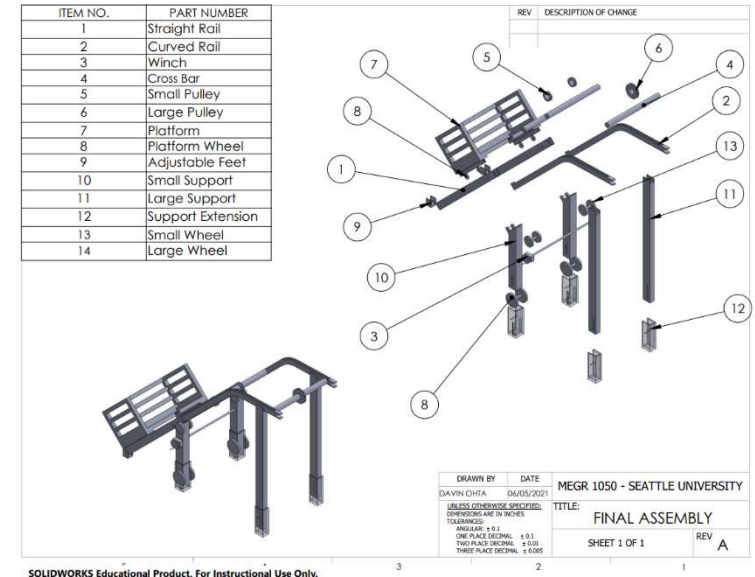 ITEM NO. PART NUMBER
1 Straight Rail
2 Curved Rail
3 Winch
4 Cross Bar
5 Small Pulley
6 Large Pulley
7 Platform
8 Platform Wheel
9 Adjustable Feet
10 Small Support
11 Large Support
12 Support Extension
13 Small Wheel
14 Large Wheel
REV DESCRIPTION OF CHANGE
6
5
4
7
2
8
13
1
11
9
10
12
3
8
DRAWN BY DATE
DAVIN OHTA 06/05/2021
MEGR 1050 - SEATTLE UNIVERSITY
UNLESS OTHERWISE SPECIFIED:
DIMENSIONS ARE IN INCHES
TOLERANCES:
ANGULAR: ± 0.1
ONE PLACE DECIMAL ± 0.1
TWO PLACE DECIMAL ± 0.01
THREE PLACE DECIMAL ± 0.005
TITLE:
FINAL ASSEMBLY
SHEET 1 OF 1
REV
A
3 2 1
SOLIDWORKS Educational Product. For Instructional Use Only.